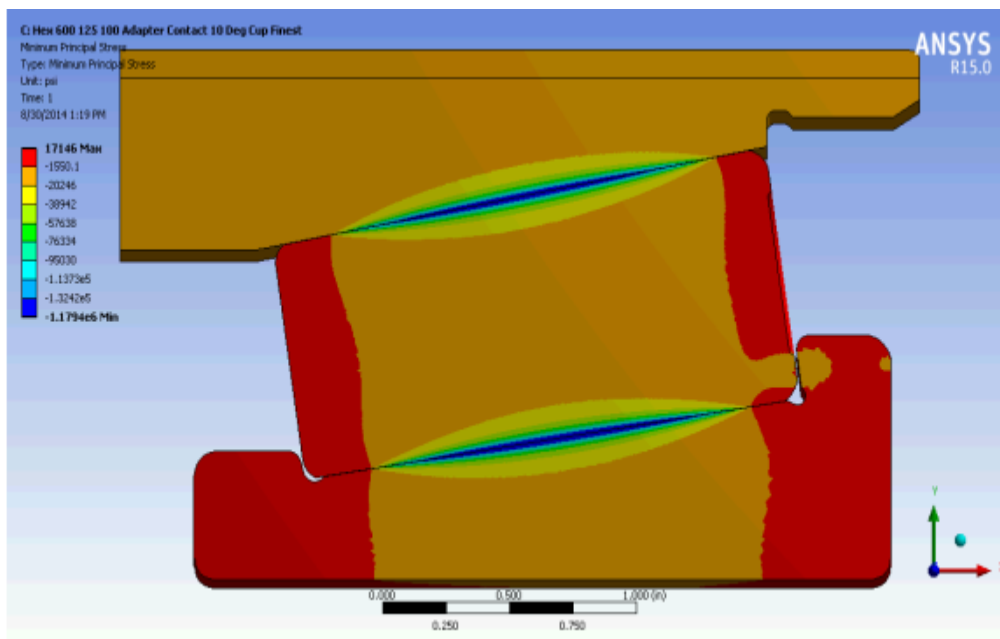 C: Hex 600 125 100 Adapter Contact 10 Deg Cup Finest
Minimum Principal Stress
Type: Minimum Principal Stress
Unit: psi
Time: 1
8/30/2014 1:19 PM
ANSYS
R15.0
17146 Max
-1550.1
-20246
-38942
-57638
-76334
-95030
-1.1373e5
-1.3242e5
-1.1794e6 Min
Y
0.000 0.500 1.000 (in)
0.250 0.750